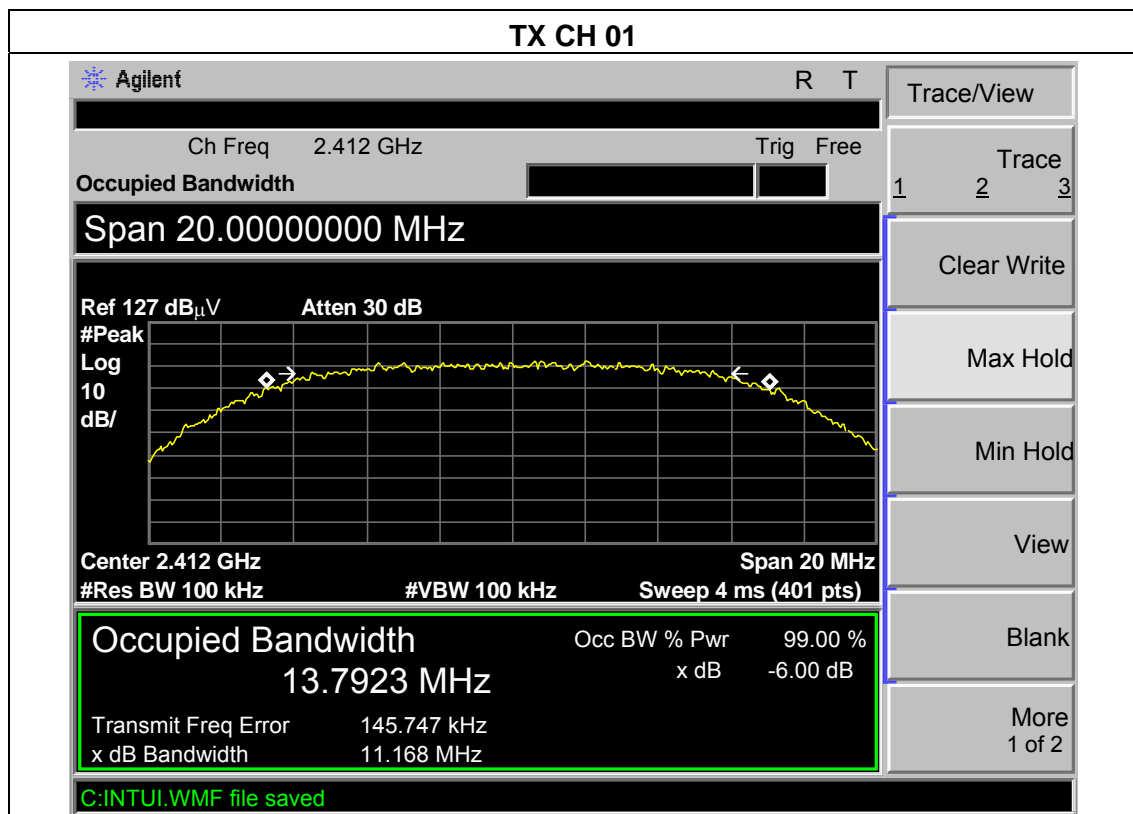 TX CH 01
Agilent R T
Trace/View
Ch Freq 2.412 GHz Trig Free
Occupied Bandwidth
Trace
1 2 3
Span 20.00000000 MHz
Clear Write
Ref 127 dBµV Atten 30 dB
#Peak
Log
10
dB/
Max Hold
Min Hold
View
Center 2.412 GHz Span 20 MHz
#Res BW 100 kHz #VBW 100 kHz Sweep 4 ms (401 pts)
Occupied Bandwidth Occ BW % Pwr 99.00 %
13.7923 MHz x dB -6.00 dB
Blank
Transmit Freq Error 145.747 kHz
x dB Bandwidth 11.168 MHz
More
1 of 2
C:INTUI.WMF file saved